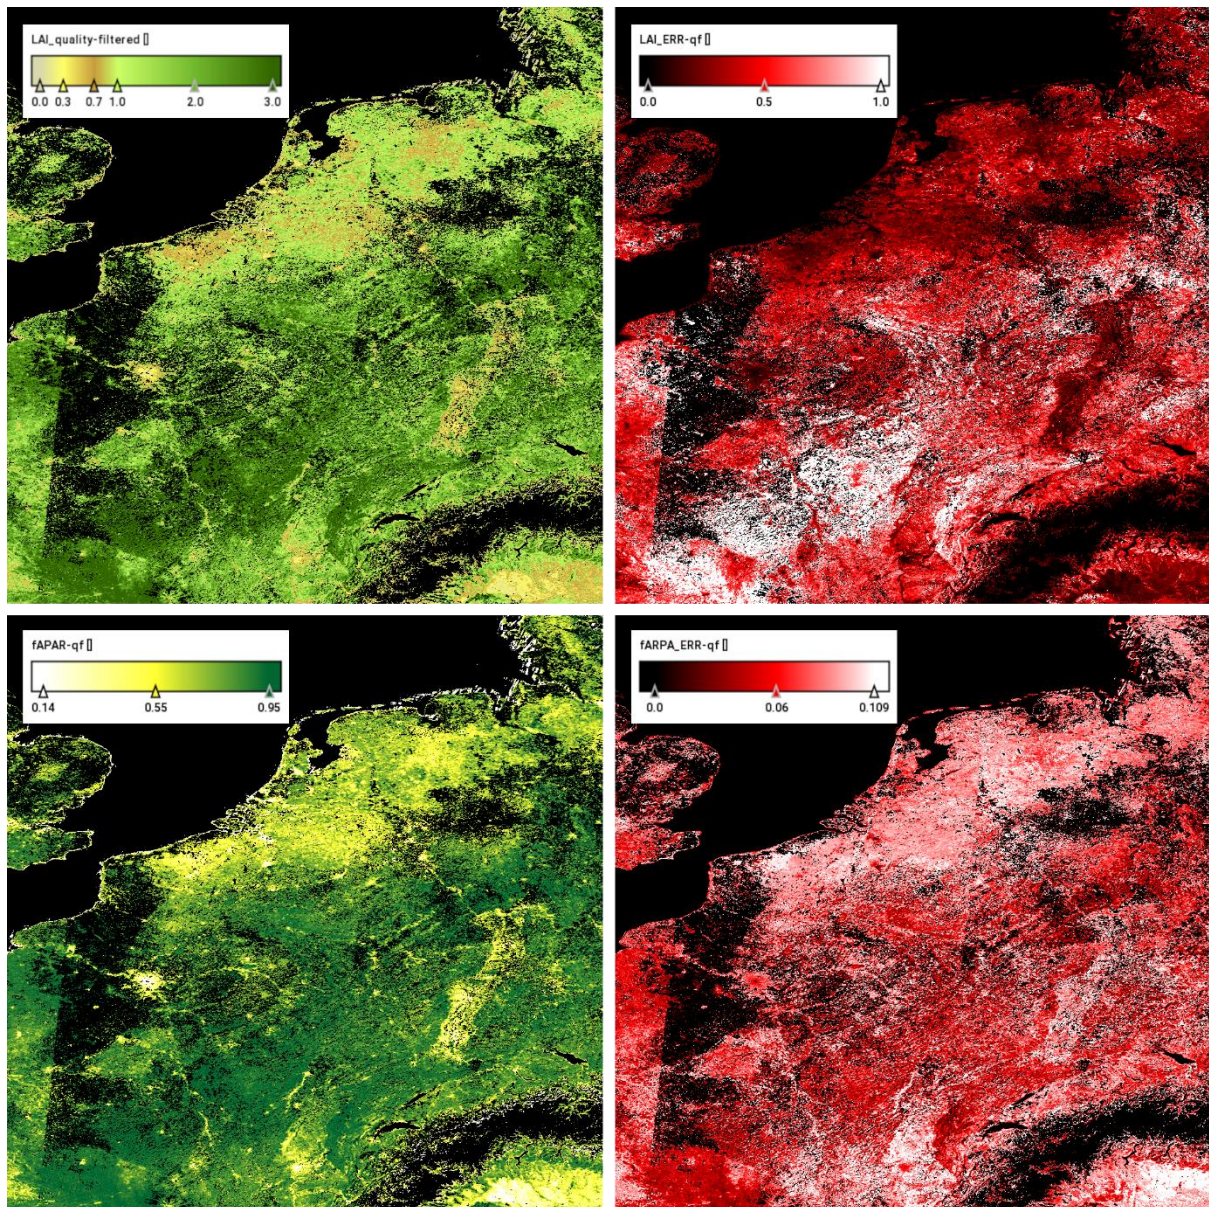 LAI_quality-filtered []
0.0 0.3 0.7 1.0 2.0 3.0
LAI_ERR-qf []
0.0 0.5 1.0
fAPAR-qf []
0.14 0.55 0.95
fARPA_ERR-qf []
0.0 0.06 0.109